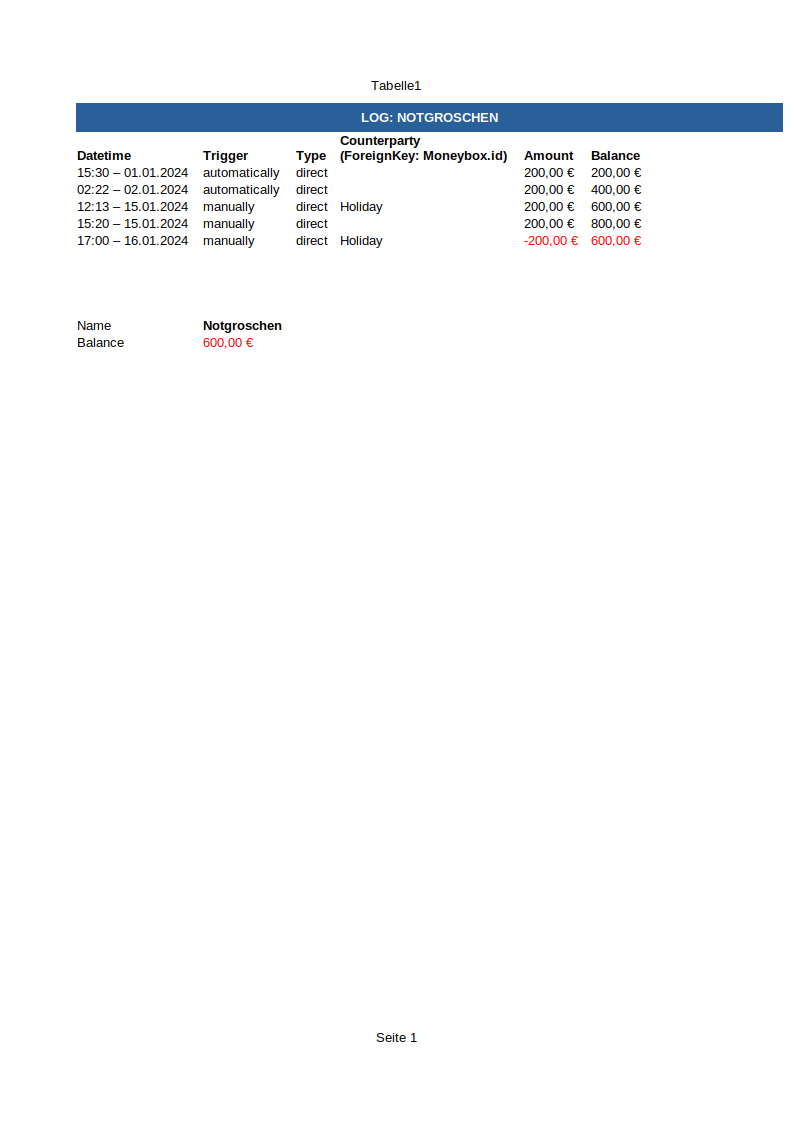 Tabelle1
LOG: NOTGROSCHEN
Counterparty
Datetime Trigger Type (ForeignKey: Moneybox.id) Amount Balance
15:30 – 01.01.2024 automatically direct 200,00 € 200,00 €
02:22 – 02.01.2024 automatically direct 200,00 € 400,00 €
12:13 – 15.01.2024 manually direct Holiday 200,00 € 600,00 €
15:20 – 15.01.2024 manually direct 200,00 € 800,00 €
17:00 – 16.01.2024 manually direct Holiday -200,00 € 600,00 €
Name Notgroschen
Balance 600,00 €
Seite 1